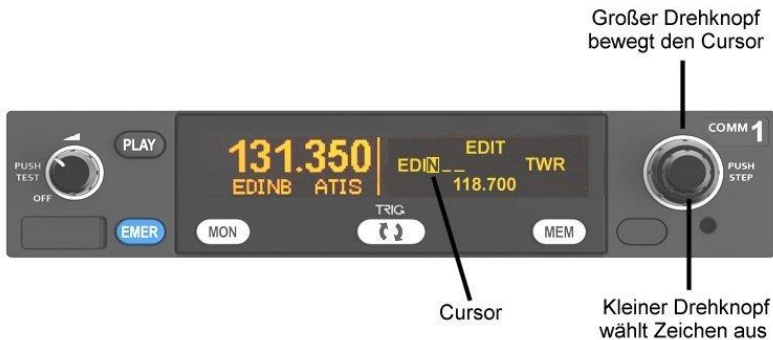 Großer Drehknopf
bewegt den Cursor
COMM 1
PLAY
PUSH
TEST
OFF
131.350
EDINB ATIS
EDIT
EDIN__ TWR
118.700
PUSH
STEP
TRIG
EMER
MON
MEM
Cursor
Kleiner Drehknopf
wählt Zeichen aus